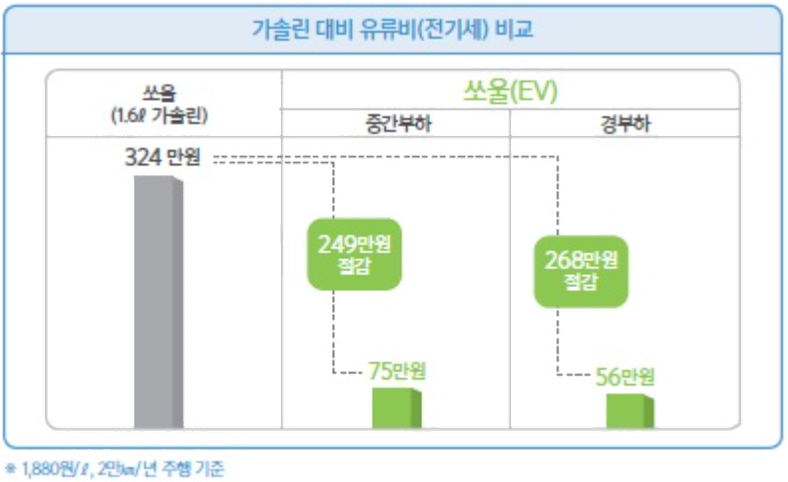 가솔린 대비 유류비(전기세) 비교
쏘울
(1.6ℓ 가솔린)
쏘울(EV)
중간부하
경부하
324 만원
249만원
절감
268만원
절감
75만원
56만원
※ 1,880원/ℓ, 2만㎞/년 주행 기준